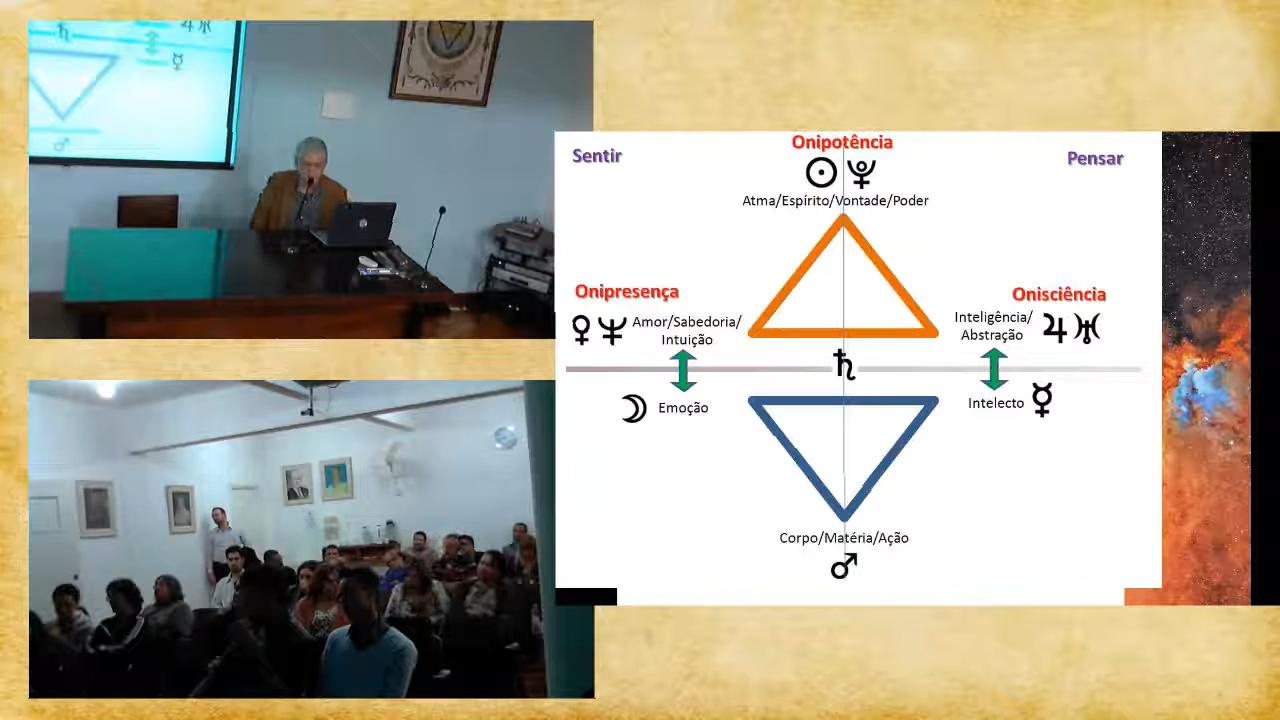 Sentir
Onipotência
Pensar
☉ ♇
Atma/Espírito/Vontade/Poder
Onipresença
Onisciência
♀ ♆ Amor/Sabedoria/
Intuição
Inteligência/
Abstração
♃ ♅
♄
☽ Emoção
Intelecto ☿
Corpo/Matéria/Ação
♂